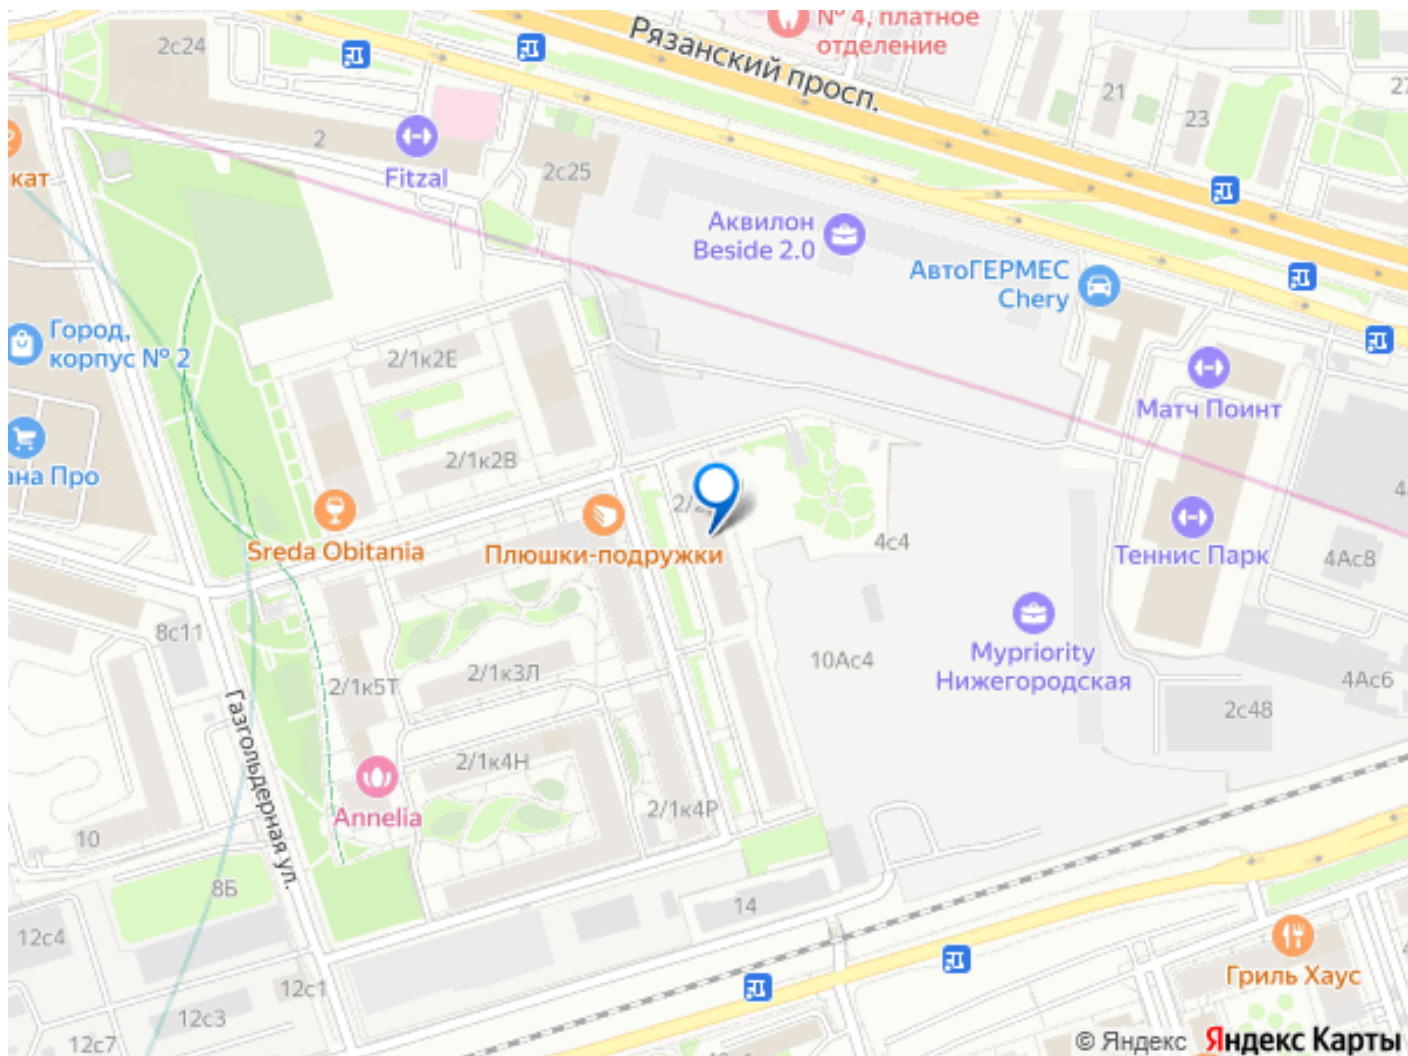 № 4, платное
отделение
Рязанский просп.
2с24
21
23
2
Fitzal
2с25
кат
Аквилон
Beside 2.0
АвтоГЕРМЕС
Chery
Город,
корпус № 2
2/1к2Е
Матч Поинт
2/1к2В
ана Про
Sreda Obitania
Плюшки-подружки
4с4
Теннис Парк
4Ас8
8с11
10Ас4
Mypriority
Нижегородская
2/1к5Т
2/1к3Л
4Ас6
2с48
Газгольдерная ул.
2/1к4Н
Annelia
2/1к4Р
10
8Б
14
12с4
Гриль Хаус
12с1
12с3
12с7
© Яндекс Яндекс Карты